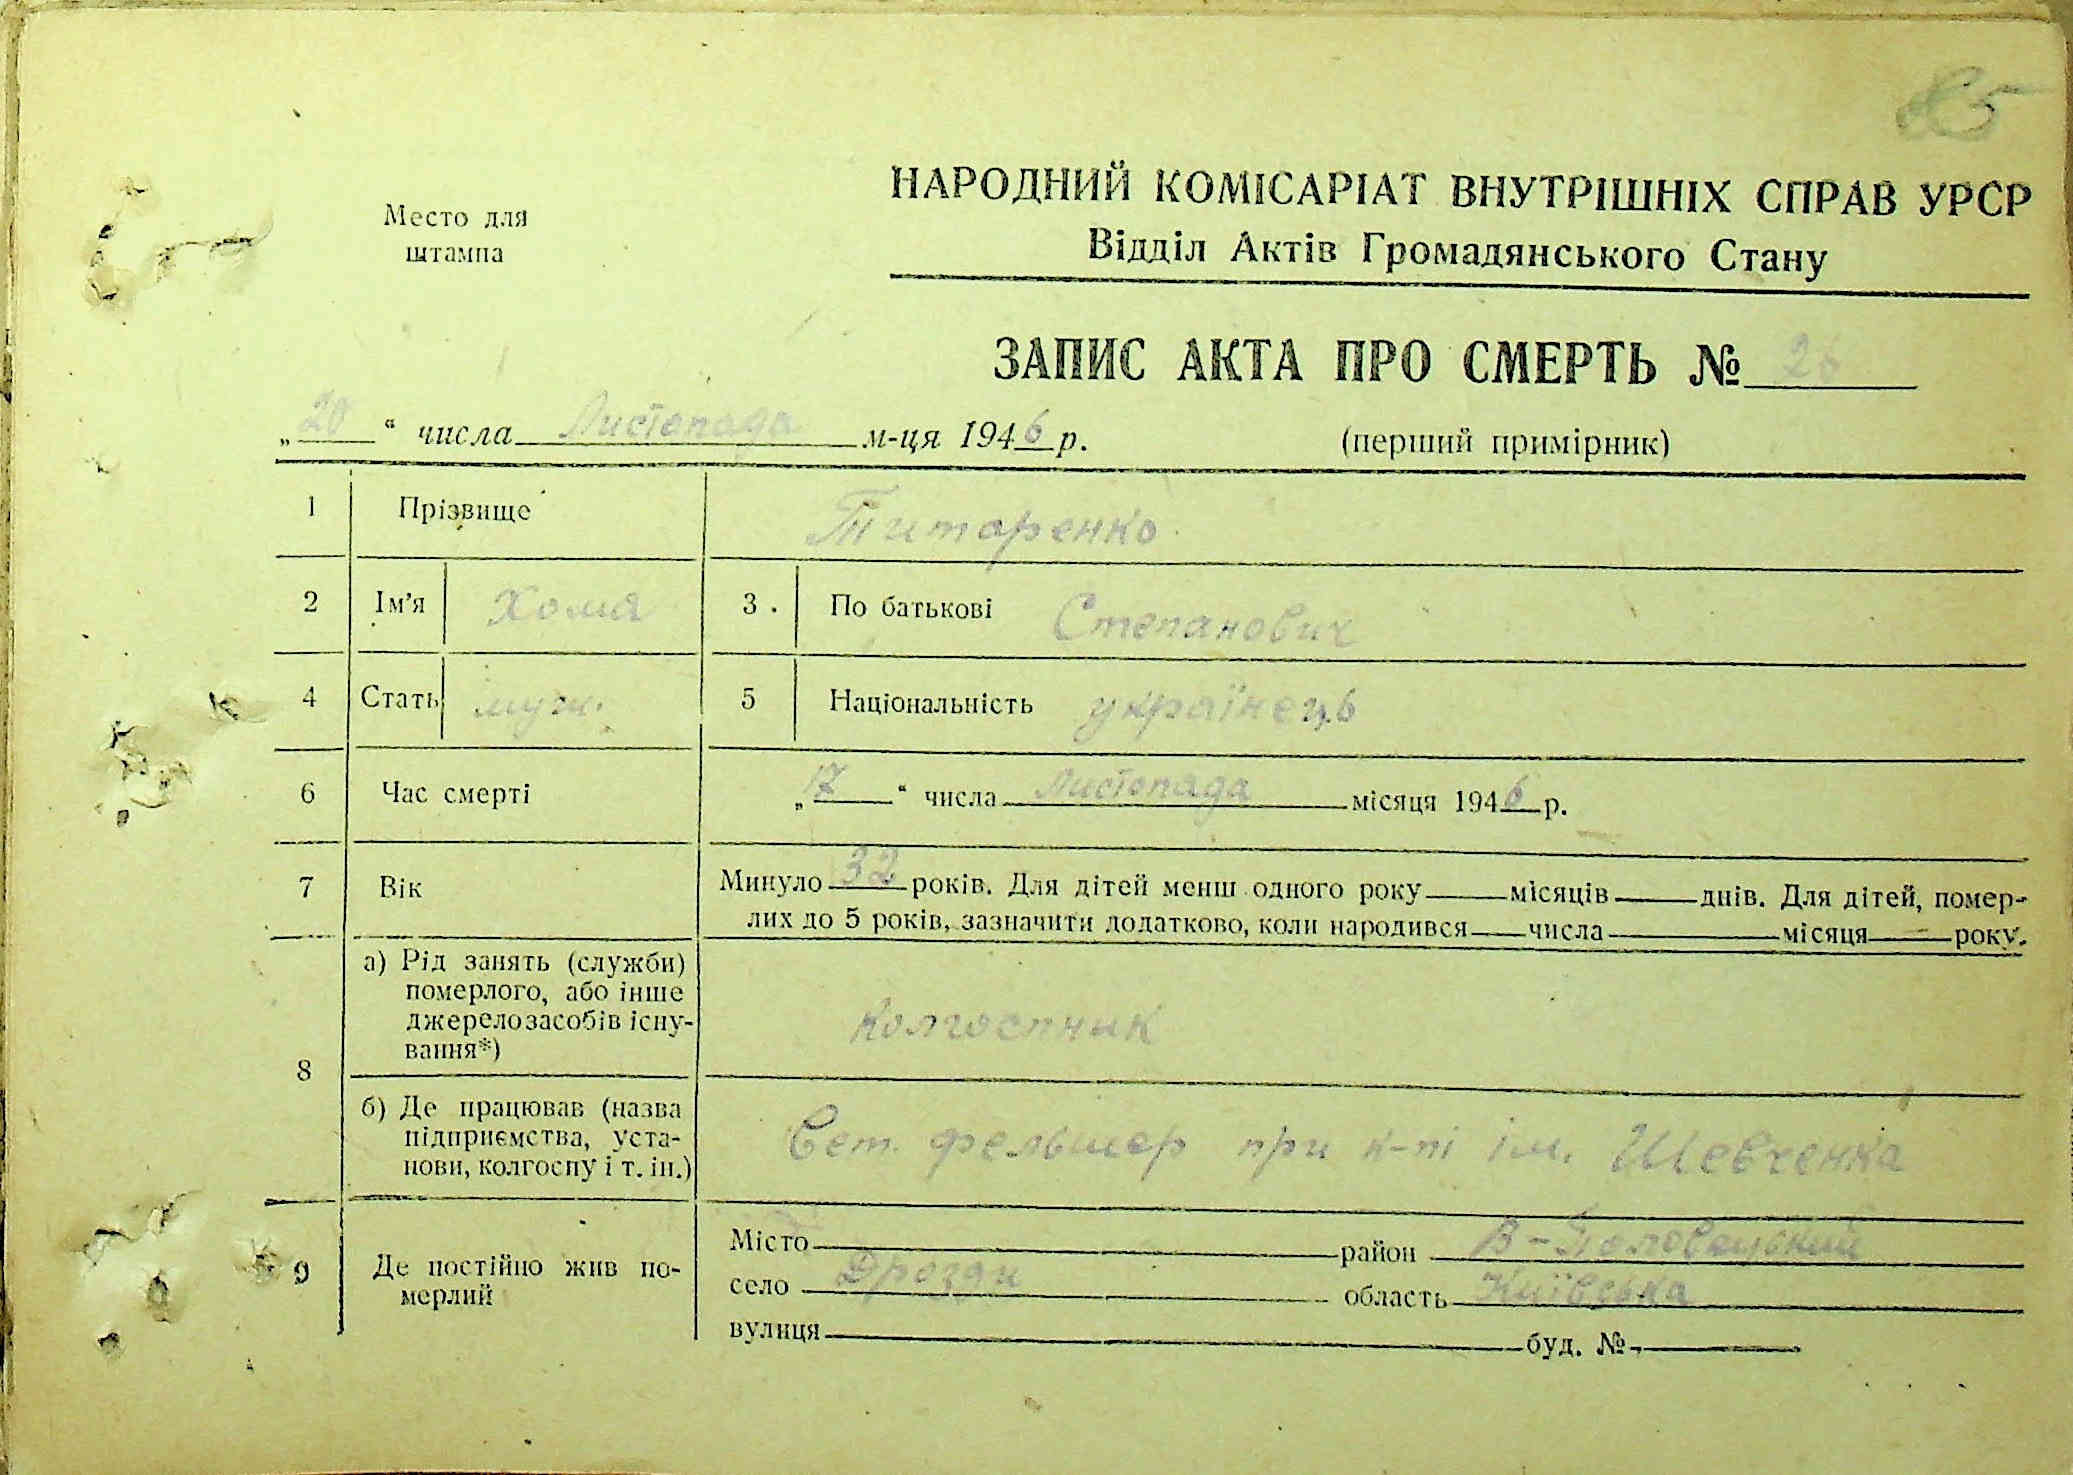 85
Место для
штампа
НАРОДНИЙ КОМІСАРІАТ ВНУТРІШНІХ СПРАВ УРСР
Відділ Актів Громадянського Стану
ЗАПИС АКТА ПРО СМЕРТЬ № 26
„20“ числа Листопада м-ця 1946 р. (перший примірник)
1 Прізвище Титаренко
2 Ім’я Хома 3. По батькові Степанович
4 Стать муж. 5 Національність українець
6 Час смерті „17“ числа Листопада місяця 1946 р.
7 Вік Минуло 32 років. Для дітей менш одного року місяців днів. Для дітей, помер-
лих до 5 років, зазначити додатково, коли народився числа місяця року.
8 а) Рід занять (служби)
померлого, або інше
джерело засобів існу-
вання*)
Колгоспник
б) Де працював (назва
підприємства, уста-
нови, колгоспу і т. ін.)
Вет. фельшер при к-пі ім. Шевченка
9 Де постійно жив по-
мерлий
Місто район В-Половецький
село Дрозди область Київська
вулиця буд. №